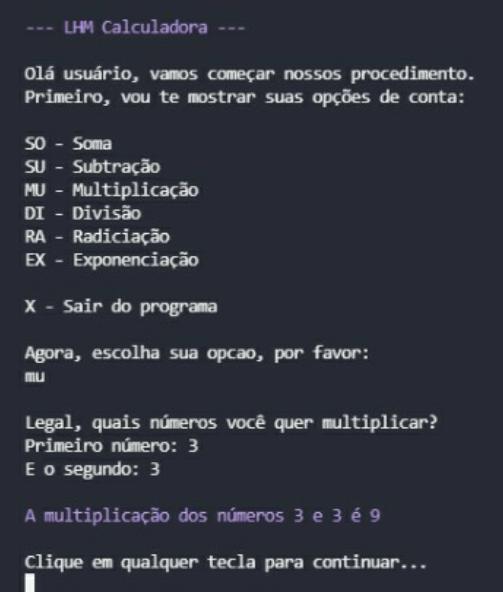 --- LHM Calculadora ---
Olá usuário, vamos começar nossos procedimento.
Primeiro, vou te mostrar suas opções de conta:
SO - Soma
SU - Subtração
MU - Multiplicação
DI - Divisão
RA - Radiciação
EX - Exponenciação
X - Sair do programa
Agora, escolha sua opcao, por favor:
mu
Legal, quais números você quer multiplicar?
Primeiro número: 3
E o segundo: 3
A multiplicação dos números 3 e 3 é 9
Clique em qualquer tecla para continuar...